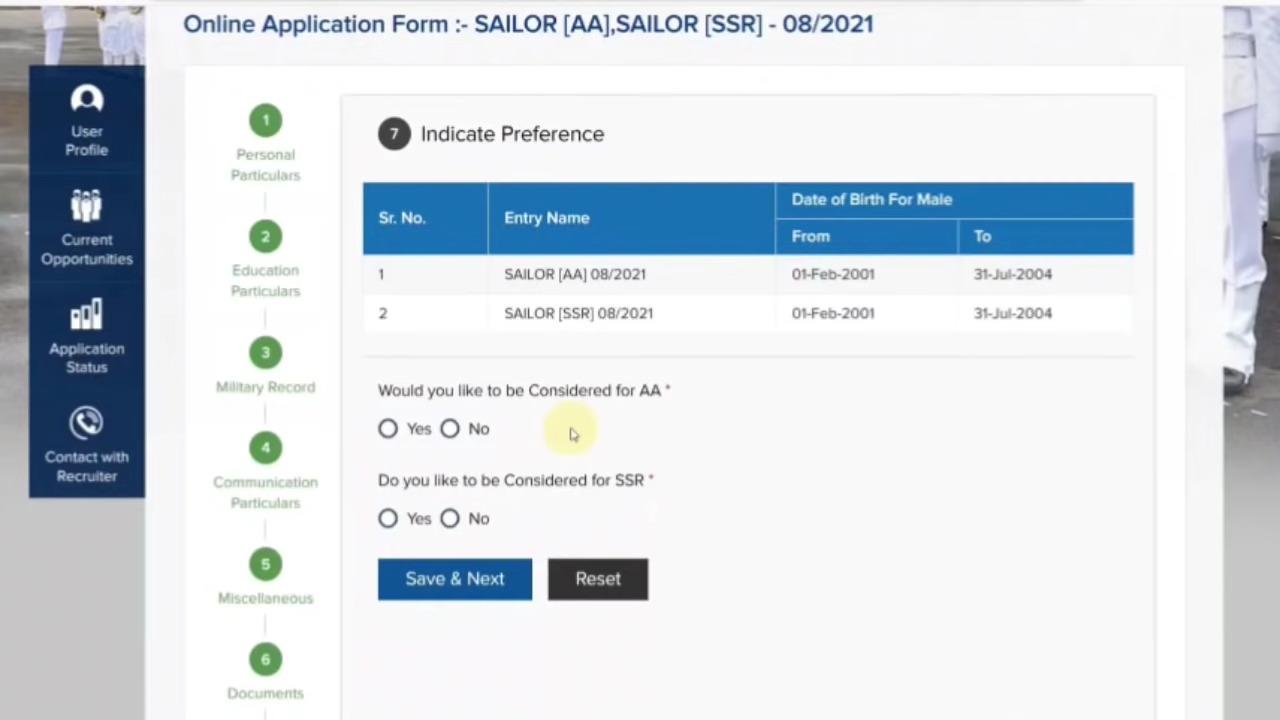 Online Application Form :- SAILOR [AA],SAILOR [SSR] - 08/2021
User
Profile
Current
Opportunities
Application
Status
Contact with
Recruiter
1
Personal
Particulars
2
Education
Particulars
3
Military Record
4
Communication
Particulars
5
Miscellaneous
6
Documents
7 Indicate Preference
Sr. No. Entry Name Date of Birth For Male
From To
1 SAILOR [AA] 08/2021 01-Feb-2001 31-Jul-2004
2 SAILOR [SSR] 08/2021 01-Feb-2001 31-Jul-2004
Would you like to be Considered for AA *
Yes No
Do you like to be Considered for SSR *
Yes No
Save & Next Reset